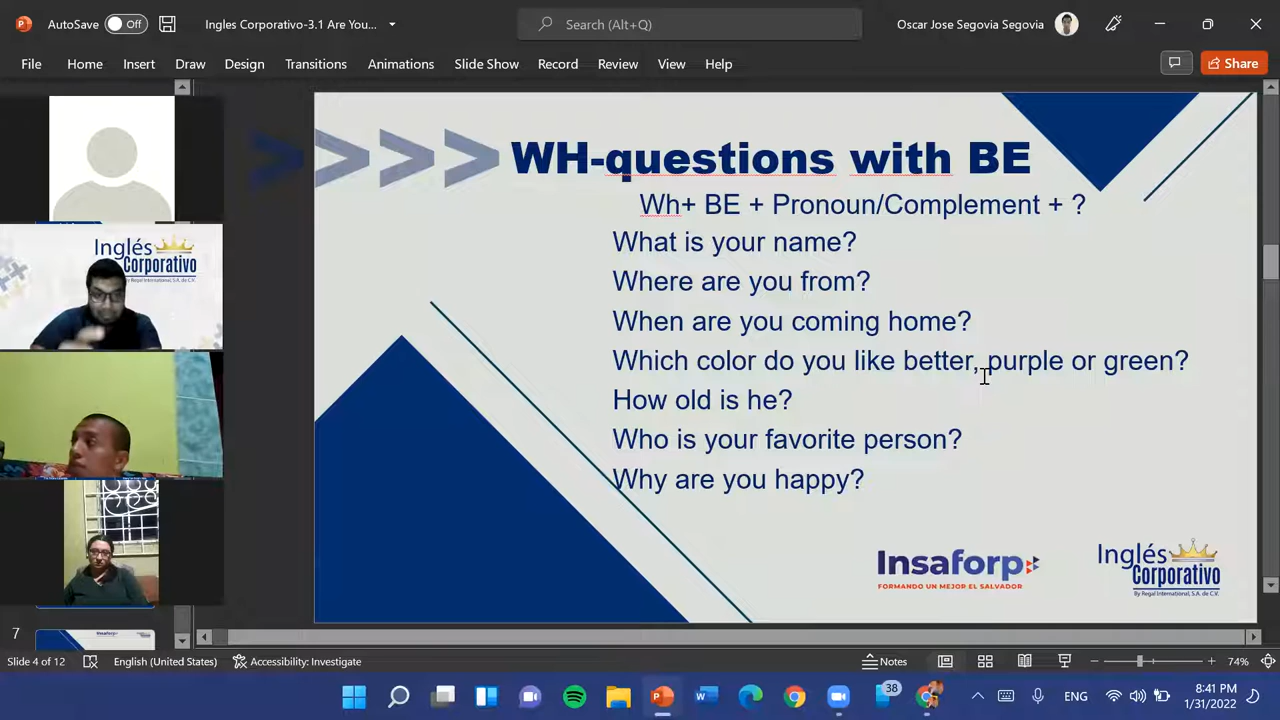 AutoSave Off Ingles Corporativo-3.1 Are You... Search (Alt+Q) Oscar Jose Segovia Segovia
File Home Insert Draw Design Transitions Animations Slide Show Record Review View Help Share
WH-questions with BE
Wh+ BE + Pronoun/Complement + ?
What is your name?
Where are you from?
When are you coming home?
Which color do you like better, purple or green?
How old is he?
Who is your favorite person?
Why are you happy?
Insaforp
FORMANDO UN MEJOR EL SALVADOR
Inglés
Corporativo
By Regal International, S.A. de C.V.
Inglés
Corporativo
By Regal International, S.A. de C.V.
7
Slide 4 of 12 English (United States) Accessibility: Investigate Notes 74%
38 ENG 8:41 PM
1/31/2022